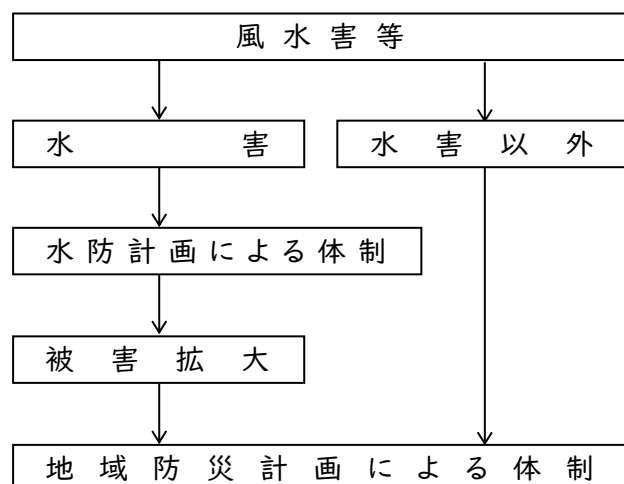 風水害等
水害
水害以外
水防計画による体制
被害拡大
地域防災計画による体制